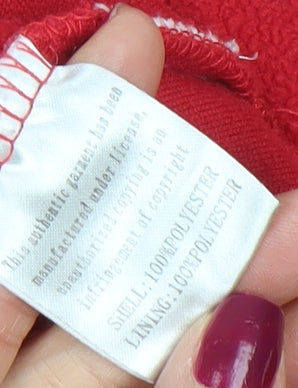 This authentic garment has been
manufactured under license,
unauthorized copying is an
infringement of copyright
SHELL: 100%POLYESTER
LINING: 100%POLYESTER